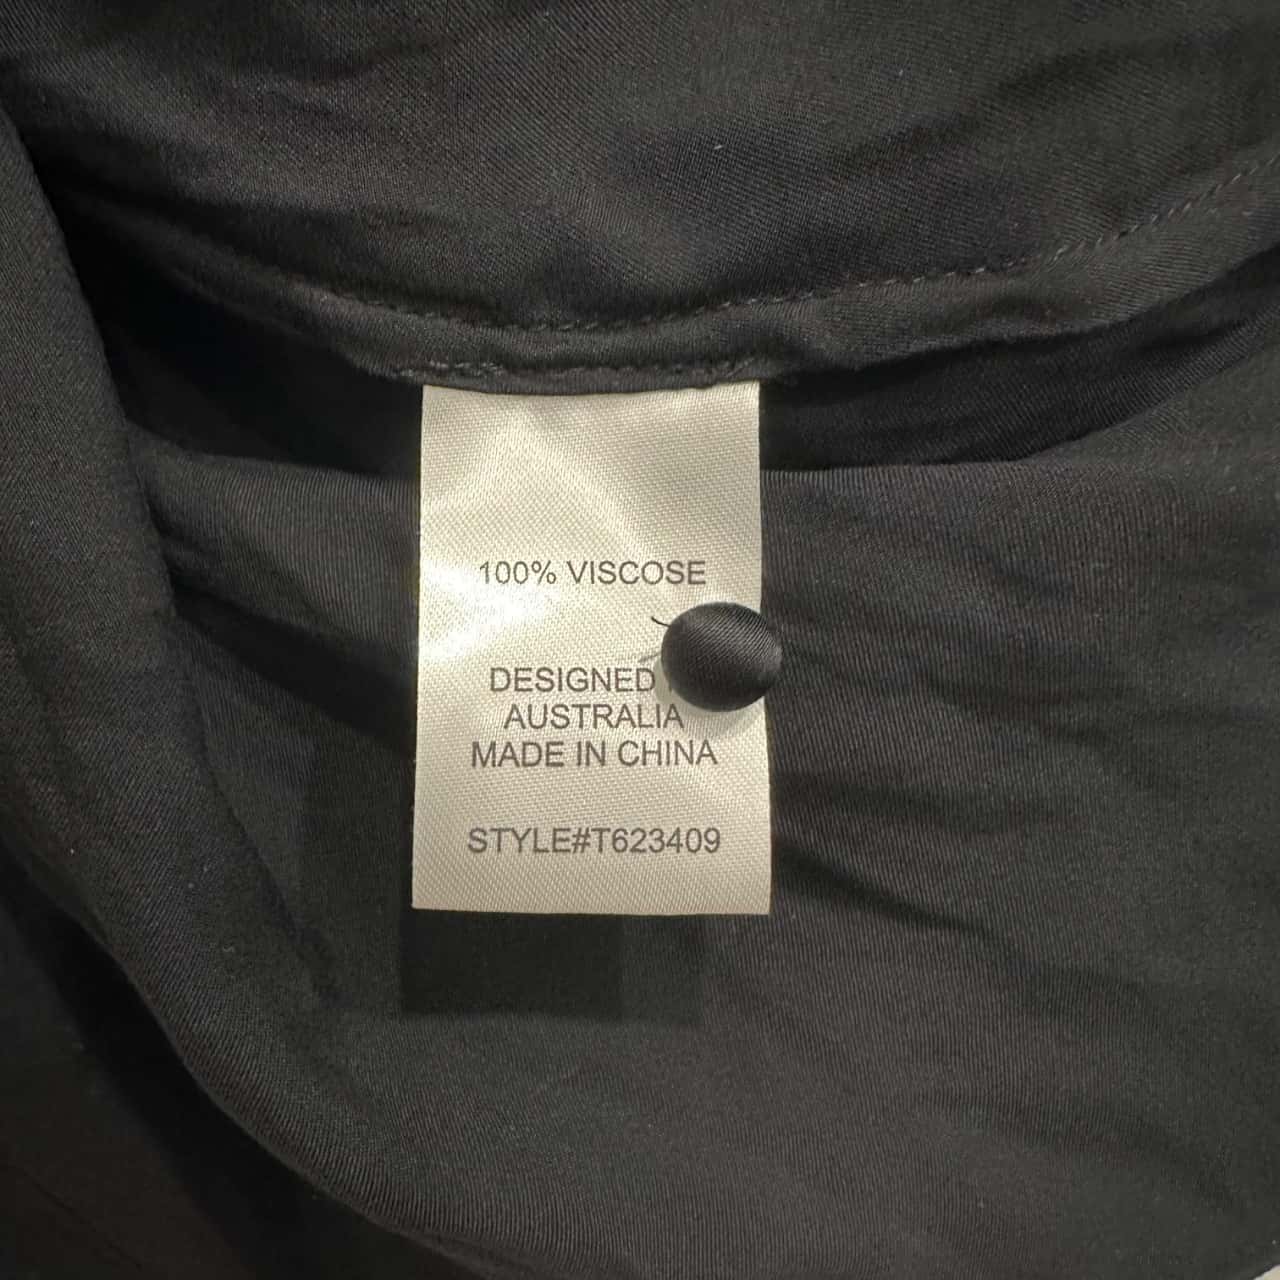 100% VISCOSE
DESIGNED
AUSTRALIA
MADE IN CHINA
STYLE#T623409